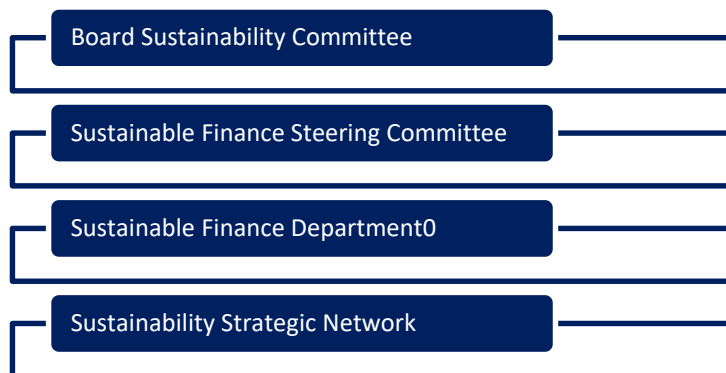 Board Sustainability Committee
Sustainable Finance Steering Committee
Sustainable Finance Department0
Sustainability Strategic Network